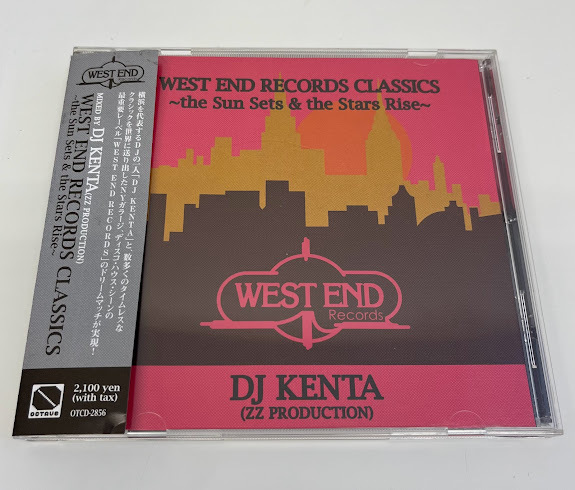 WEST END
Records
MIXED BY DJ KENTA (ZZ PRODUCTION)
WEST END RECORDS CLASSICS
~the Sun Sets & the Stars Rise~
横浜を代表するDJの一人「DJ KENTA」と、数多くのタイムレスな
クラシックを世界に送り出したNYガラージ、ディスコ・ハウス・シーンの
最重要レーベル「WEST END RECORDS」のドリームマッチが実現！
OCTAVE
2,100 yen
(with tax)
OTCD-2856
WEST END RECORDS CLASSICS
~the Sun Sets & the Stars Rise~
WEST END
Records
DJ KENTA
(ZZ PRODUCTION)